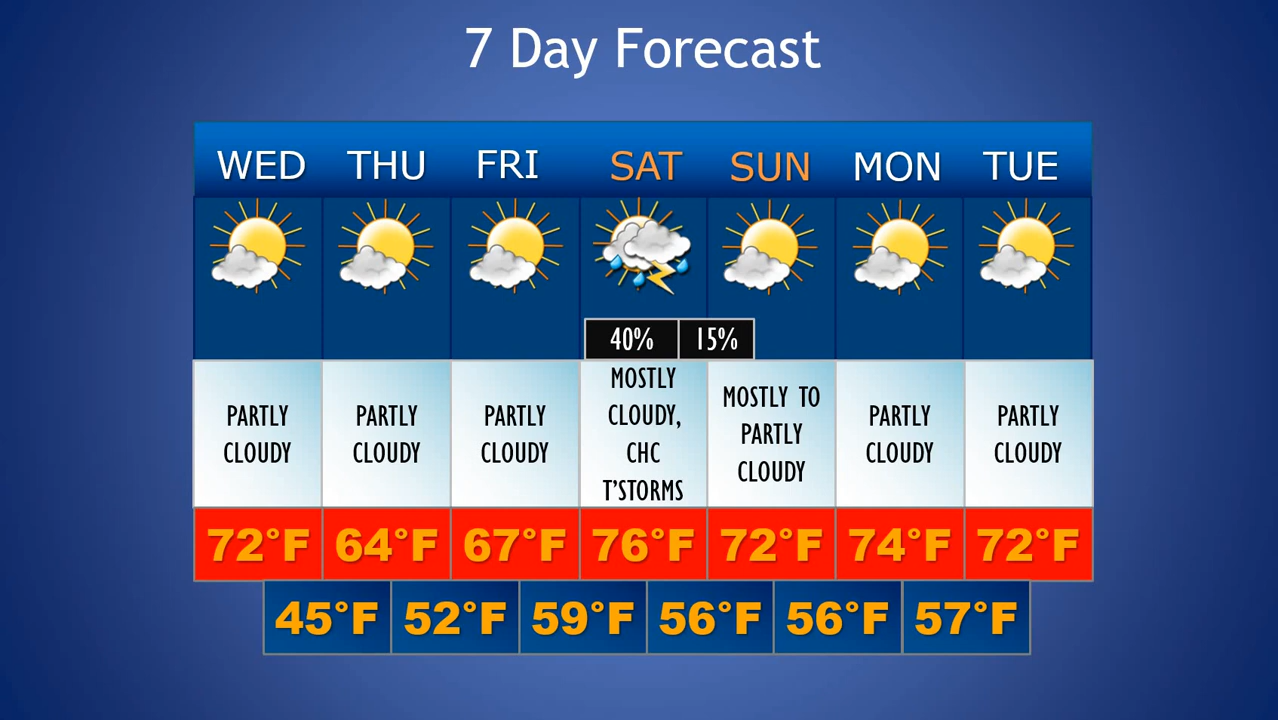 7 Day Forecast
WED THU FRI SAT SUN MON TUE
40% 15%
PARTLY
CLOUDY
PARTLY
CLOUDY
PARTLY
CLOUDY
MOSTLY
CLOUDY,
CHC
T'STORMS
MOSTLY TO
PARTLY
CLOUDY
PARTLY
CLOUDY
PARTLY
CLOUDY
72°F 64°F 67°F 76°F 72°F 74°F 72°F
45°F 52°F 59°F 56°F 56°F 57°F